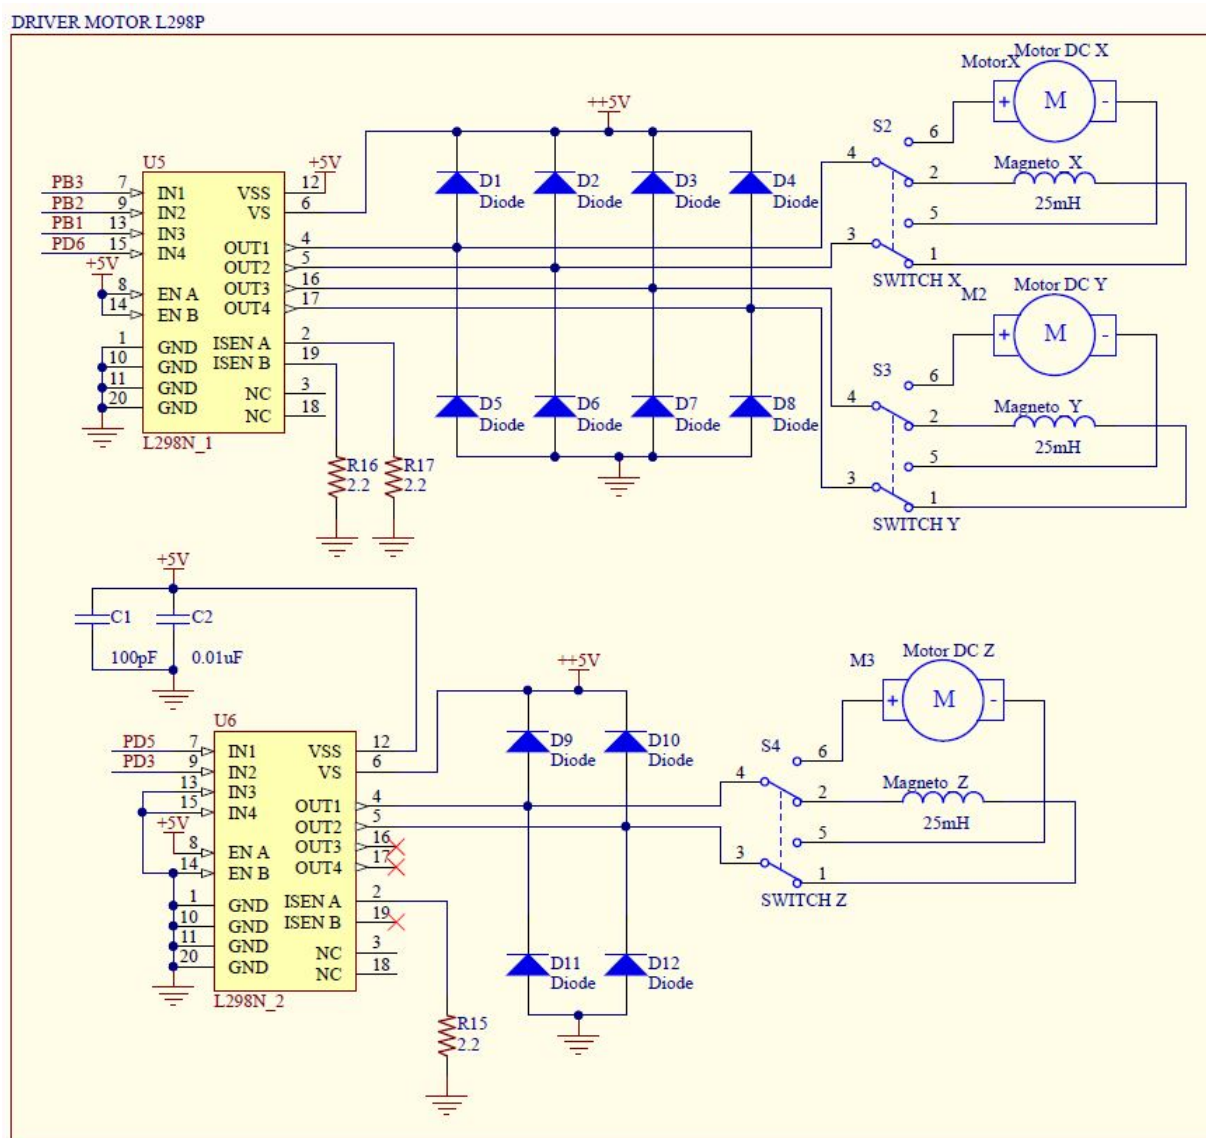 DRIVER MOTOR L298P
Motor DC X
MotorX
+ M -
++5V
S2
6
4
2
Magneto_X
25mH
5
3
1
SWITCH X
U5
+5V
PB3 7 IN1 VSS 12
PB2 9 IN2 VS 6
PB1 13 IN3
PD6 15 IN4
OUT1 4
OUT2 5
OUT3 16
OUT4 17
+5V
8 EN A
14 EN B
1 GND ISEN A 2
10 GND ISEN B 19
11 GND NC 3
20 GND NC 18
L298N_1
D1 Diode
D2 Diode
D3 Diode
D4 Diode
D5 Diode
D6 Diode
D7 Diode
D8 Diode
R16 2.2
R17 2.2
Motor DC Y
M2
+ M -
S3
6
4
2
Magneto_Y
25mH
5
3
1
SWITCH Y
+5V
C1
C2
100pF
0.01uF
++5V
Motor DC Z
M3
+ M -
S4
6
4
2
Magneto_Z
25mH
5
3
1
SWITCH Z
U6
PD5 7 IN1 VSS 12
PD3 9 IN2 VS 6
13 IN3
15 IN4 OUT1 4
+5V OUT2 5
8 EN A OUT3 16
14 EN B OUT4 17
1 GND ISEN A 2
10 GND ISEN B 19
11 GND NC 3
20 GND NC 18
L298N_2
D9 Diode
D10 Diode
D11 Diode
D12 Diode
R15 2.2